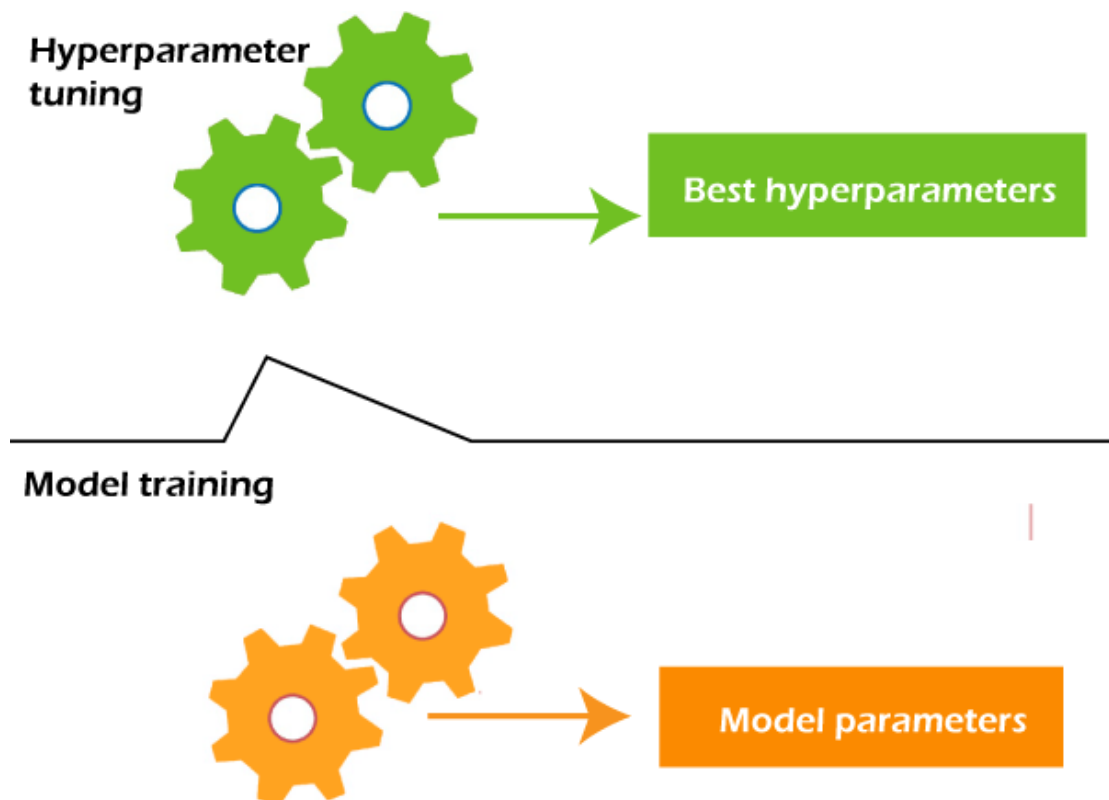 Hyperparameter
tuning
Best hyperparameters
Model training
Model parameters